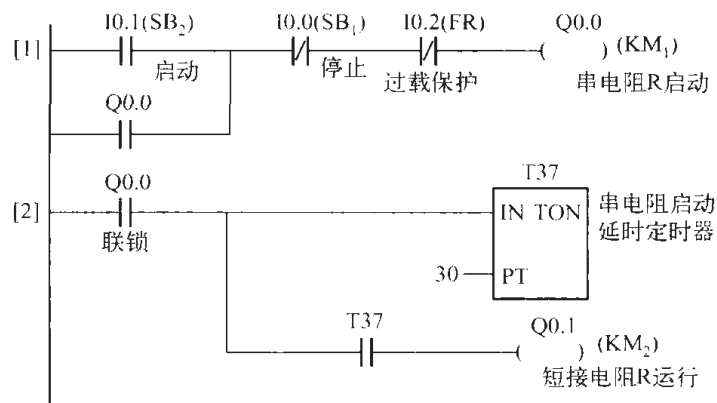 I0.1(SB₂) I0.0(SB₁) I0.2(FR) Q0.0
[1] (KM₁)
启动 停止 过载保护 串电阻R启动
Q0.0
Q0.0 T37
[2] IN TON 串电阻启动
联锁 延时定时器
30 PT
T37 Q0.1
(KM₂)
短接电阻R运行